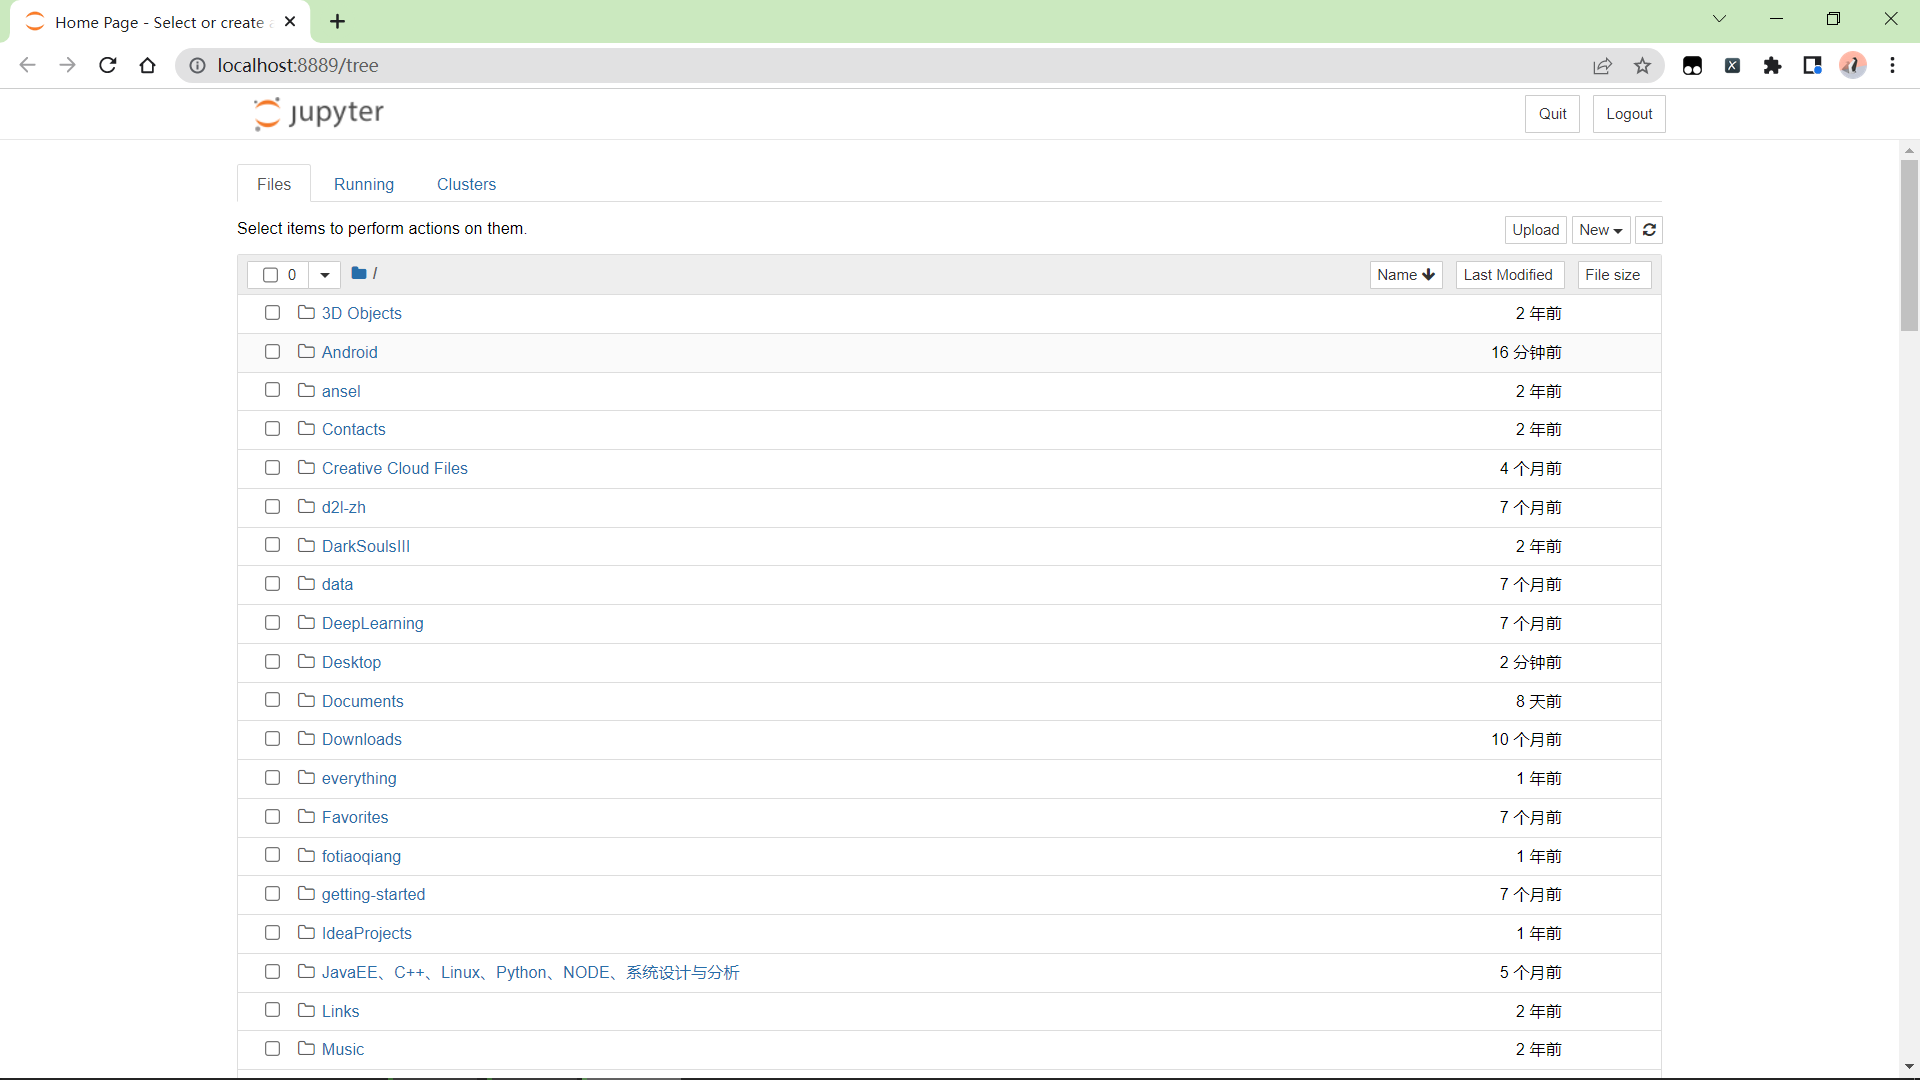 Home Page - Select or create a
localhost:8889/tree
jupyter
Quit
Logout
Files
Running
Clusters
Select items to perform actions on them.
Upload
New
0
/
Name
Last Modified
File size
3D Objects
2 年前
Android
16 分钟前
ansel
2 年前
Contacts
2 年前
Creative Cloud Files
4 个月前
d2l-zh
7 个月前
DarkSoulsIII
2 年前
data
7 个月前
DeepLearning
7 个月前
Desktop
2 分钟前
Documents
8 天前
Downloads
10 个月前
everything
1 年前
Favorites
7 个月前
fotiaoqiang
1 年前
getting-started
7 个月前
IdeaProjects
1 年前
JavaEE、C++、Linux、Python、NODE、系统设计与分析
5 个月前
Links
2 年前
Music
2 年前